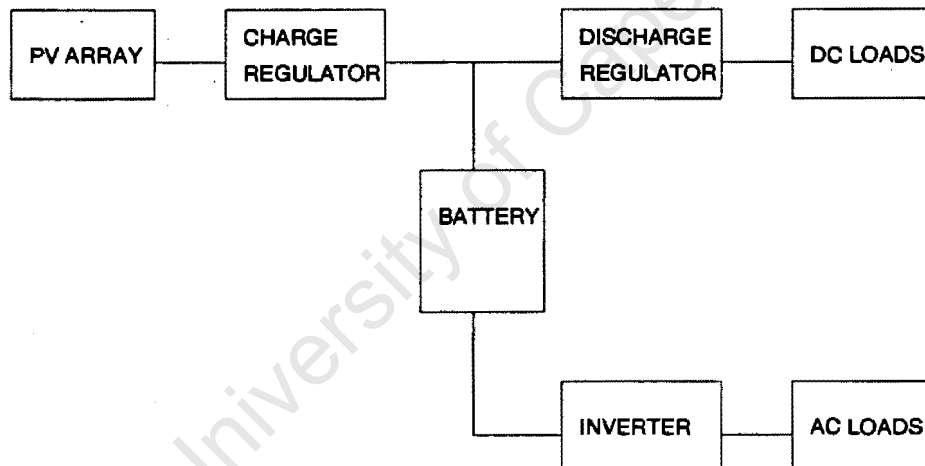 PV ARRAY
CHARGE
REGULATOR
DISCHARGE
REGULATOR
DC LOADS
BATTERY
INVERTER
AC LOADS
University of Cape